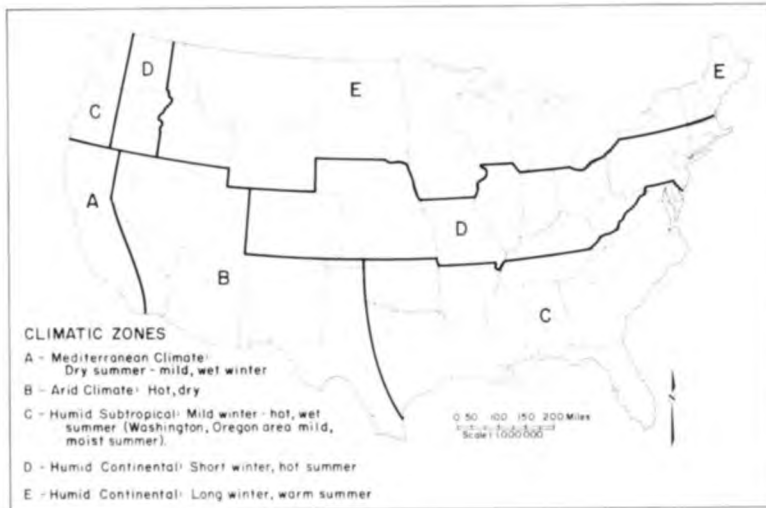 D
E
E
C
A
D
B
C
CLIMATIC ZONES
A - Mediterranean Climate:
Dry summer - mild, wet winter
B - Arid Climate: Hot, dry
C - Humid Subtropical: Mild winter - hot, wet
summer (Washington, Oregon area mild,
moist summer).
D - Humid Continental: Short winter, hot summer
E - Humid Continental: Long winter, warm summer
0 50 100 150 200 Miles
N